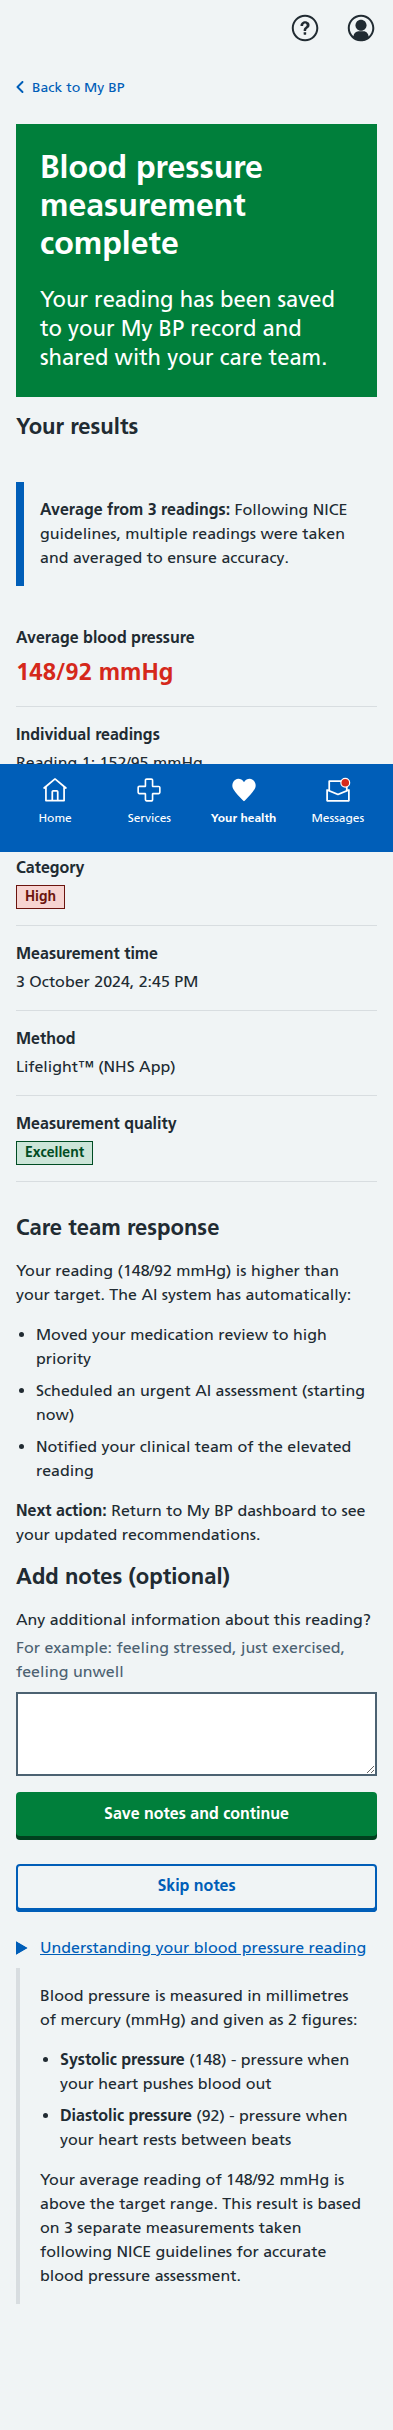 Back to My BP
Blood pressure
measurement
complete
Your reading has been saved
to your My BP record and
shared with your care team.
Your results
Average from 3 readings: Following NICE
guidelines, multiple readings were taken
and averaged to ensure accuracy.
Average blood pressure
148/92 mmHg
Individual readings
Reading 1: 152/95 mmHg
Home
Services
Your health
Messages
Category
High
Measurement time
3 October 2024, 2:45 PM
Method
Lifelight™ (NHS App)
Measurement quality
Excellent
Care team response
Your reading (148/92 mmHg) is higher than
your target. The AI system has automatically:
• Moved your medication review to high
priority
• Scheduled an urgent AI assessment (starting
now)
• Notified your clinical team of the elevated
reading
Next action: Return to My BP dashboard to see
your updated recommendations.
Add notes (optional)
Any additional information about this reading?
For example: feeling stressed, just exercised,
feeling unwell
Save notes and continue
Skip notes
Understanding your blood pressure reading
Blood pressure is measured in millimetres
of mercury (mmHg) and given as 2 figures:
• Systolic pressure (148) - pressure when
your heart pushes blood out
• Diastolic pressure (92) - pressure when
your heart rests between beats
Your average reading of 148/92 mmHg is
above the target range. This result is based
on 3 separate measurements taken
following NICE guidelines for accurate
blood pressure assessment.